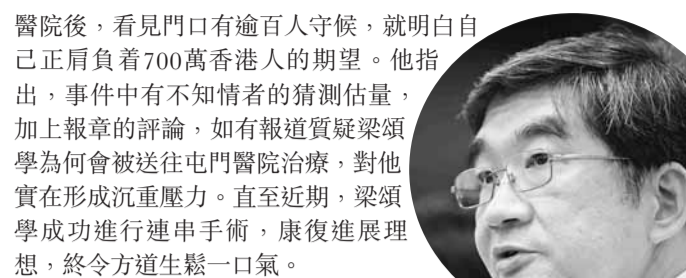 醫院後，看見門口有逾百人守候，就明白自
己正肩負着700萬香港人的期望。他指
出，事件中有不知情者的猜測估量，
加上報章的評論，如有報道質疑梁頌
學為何會被送往屯門醫院治療，對他
實在形成沉重壓力。直至近期，梁頌
學成功進行連串手術，康復進展理
想，終令方道生鬆一口氣。